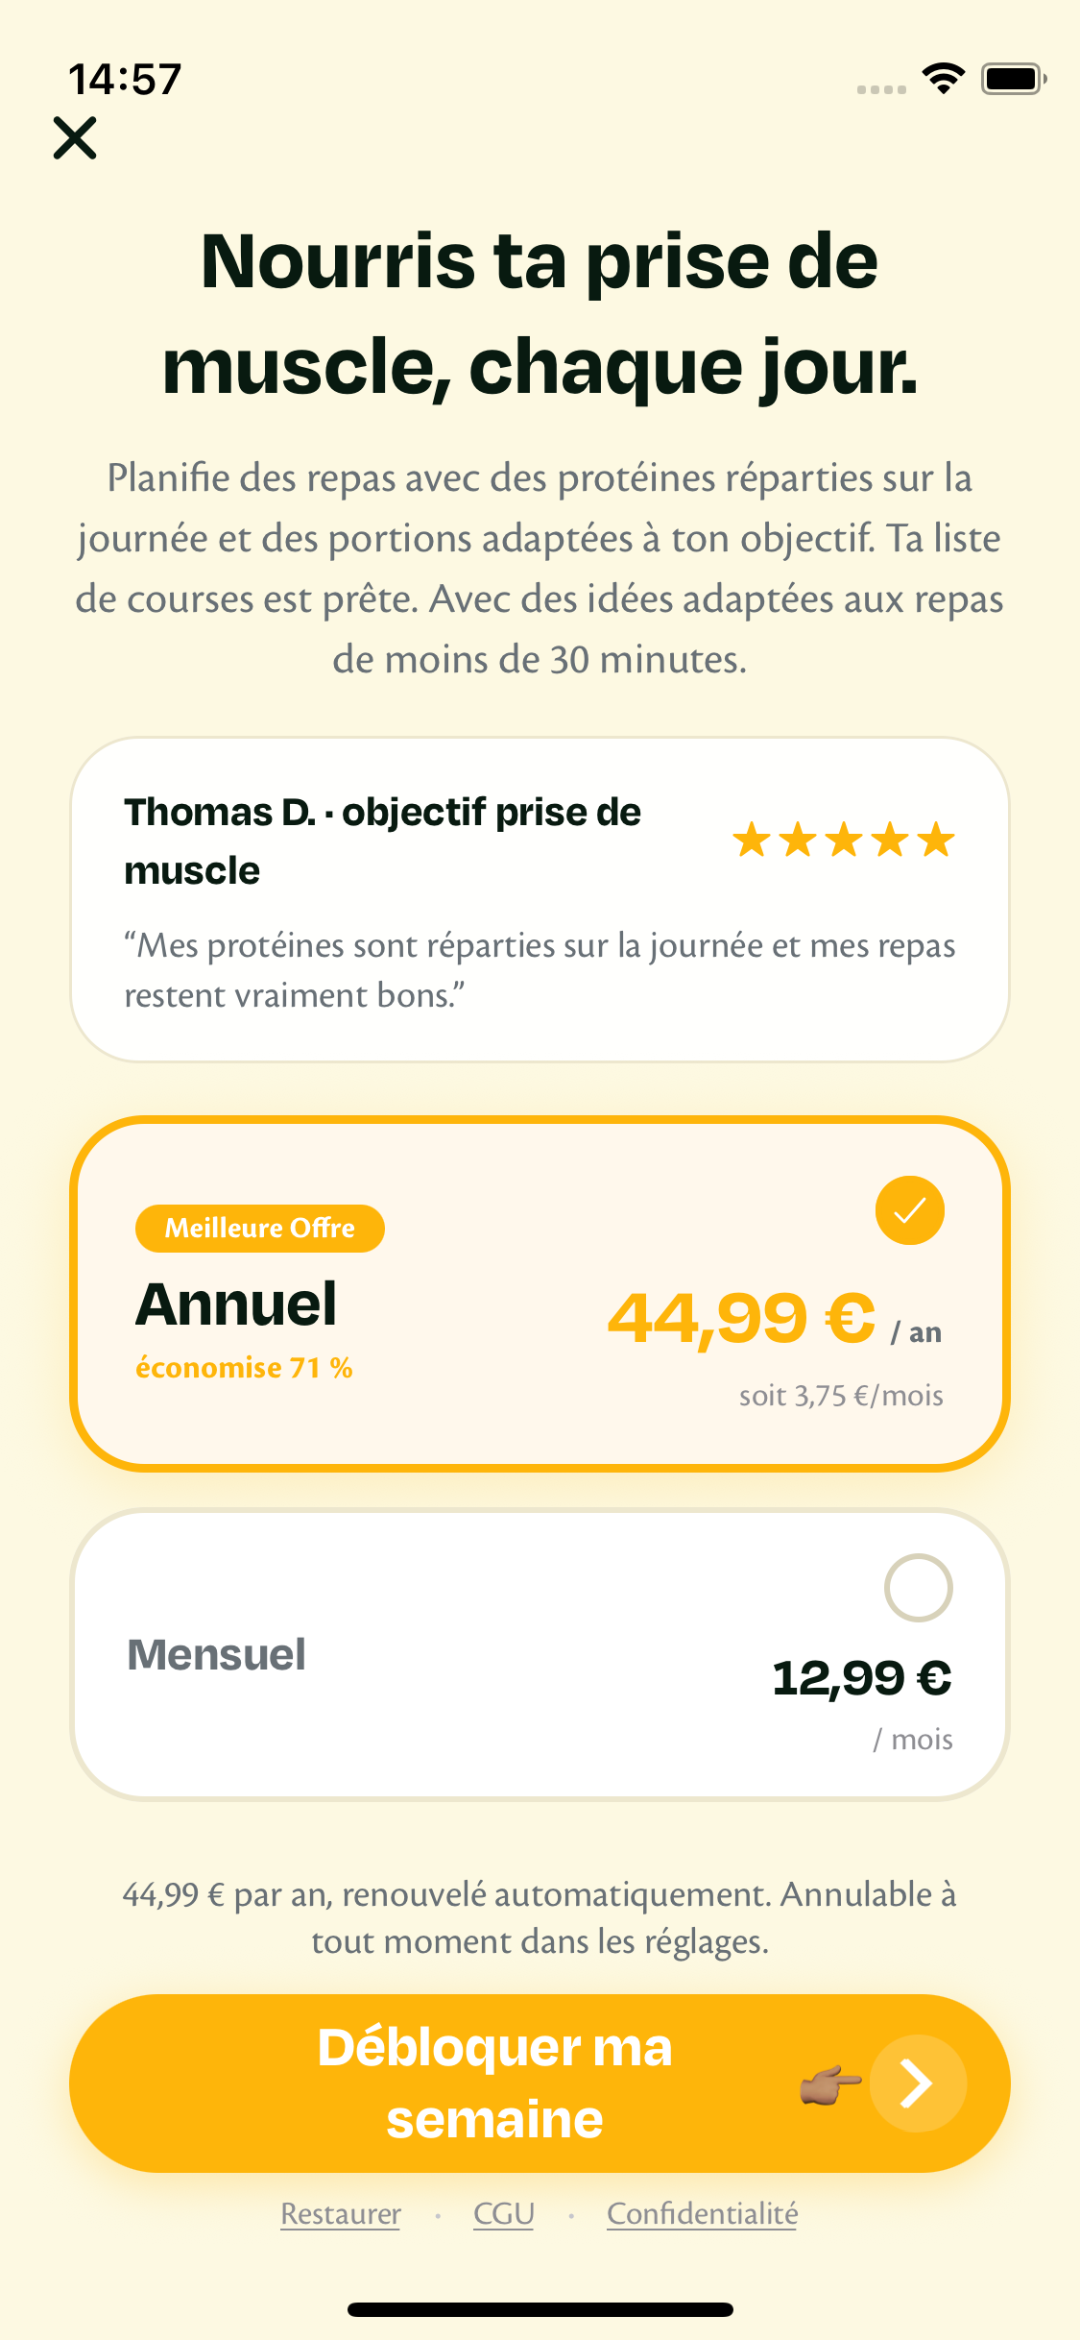 14:57
Nourris ta prise de
muscle, chaque jour.
Planifie des repas avec des protéines réparties sur la
journée et des portions adaptées à ton objectif. Ta liste
de courses est prête. Avec des idées adaptées aux repas
de moins de 30 minutes.
Thomas D. · objectif prise de
muscle
“Mes protéines sont réparties sur la journée et mes repas
restent vraiment bons.”
Meilleure Offre
Annuel
économise 71 %
44,99 € / an
soit 3,75 €/mois
Mensuel
12,99 €
/ mois
44,99 € par an, renouvelé automatiquement. Annulable à
tout moment dans les réglages.
Débloquer ma
semaine
Restaurer · CGU · Confidentialité